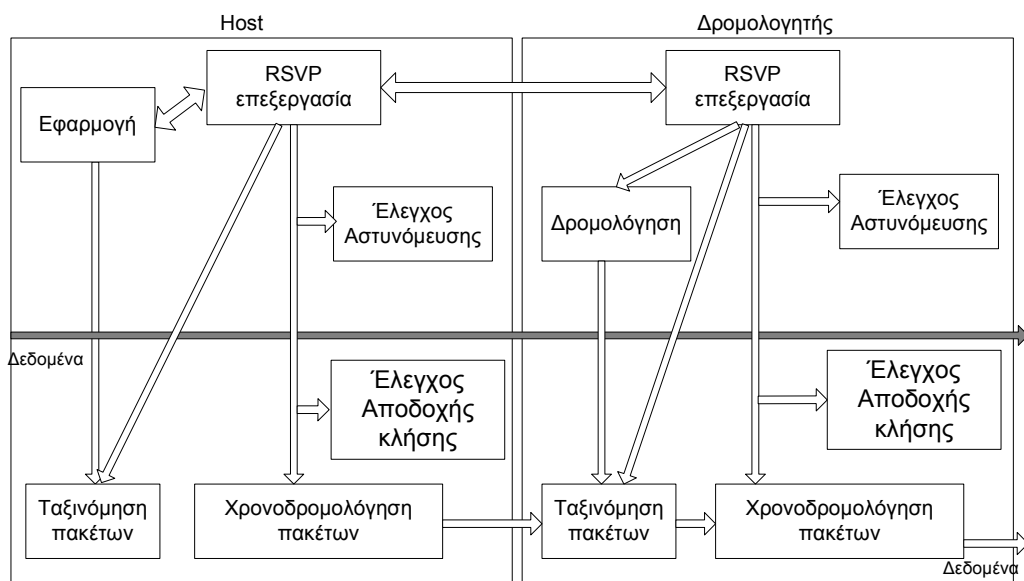 Host
RSVP
επεξεργασία
Εφαρμογή
Έλεγχος
Αστυνόμευσης
Δεδομένα
Έλεγχος
Αποδοχής
κλήσης
Ταξινόμηση
πακέτων
Χρονοδρομολόγηση
πακέτων
Δρομολογητής
RSVP
επεξεργασία
Δρομολόγηση
Έλεγχος
Αστυνόμευσης
Έλεγχος
Αποδοχής
κλήσης
Ταξινόμηση
πακέτων
Χρονοδρομολόγηση
πακέτων
Δεδομένα